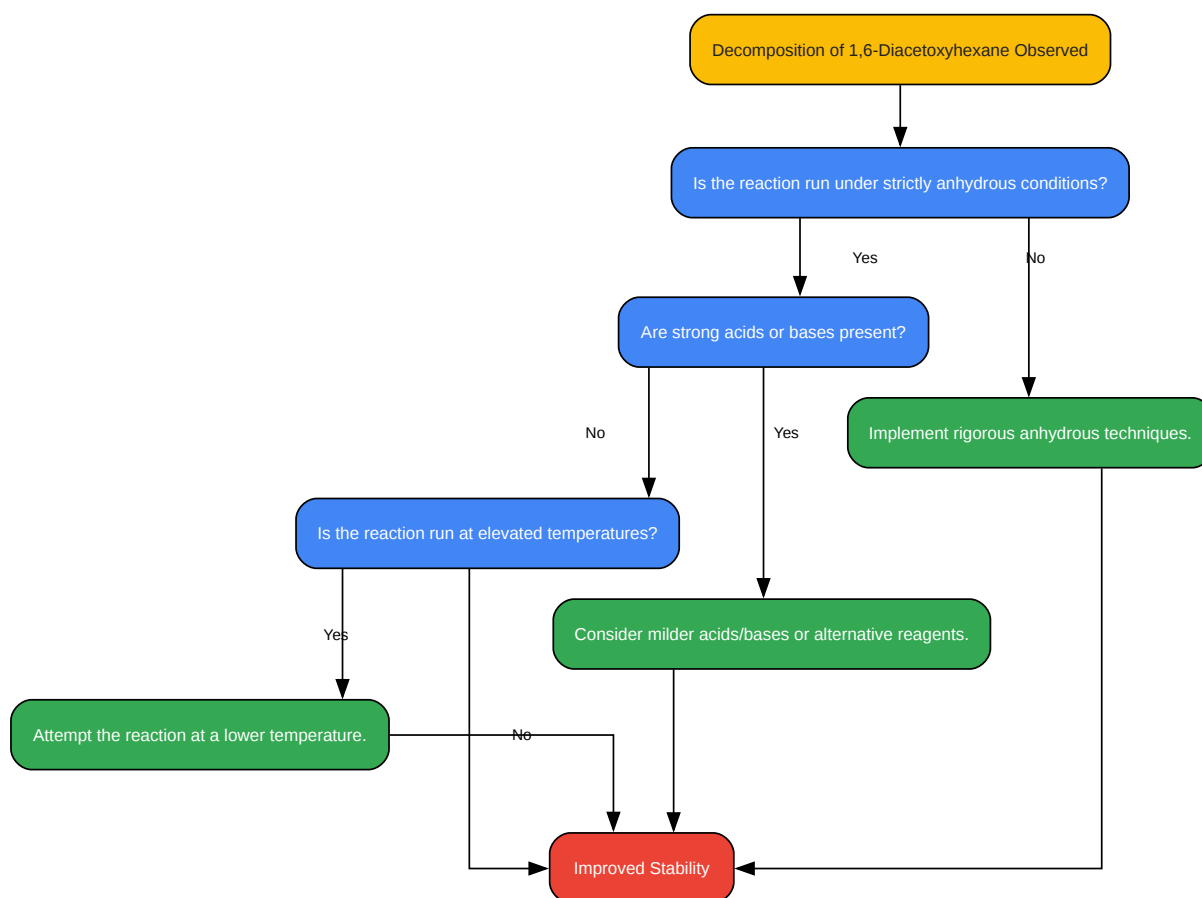 Decomposition of 1,6-Diacetoxyhexane Observed
Is the reaction run under strictly anhydrous conditions?
Yes
No
Are strong acids or bases present?
No
Yes
Implement rigorous anhydrous techniques.
Is the reaction run at elevated temperatures?
Yes
Consider milder acids/bases or alternative reagents.
Attempt the reaction at a lower temperature.
No
Improved Stability